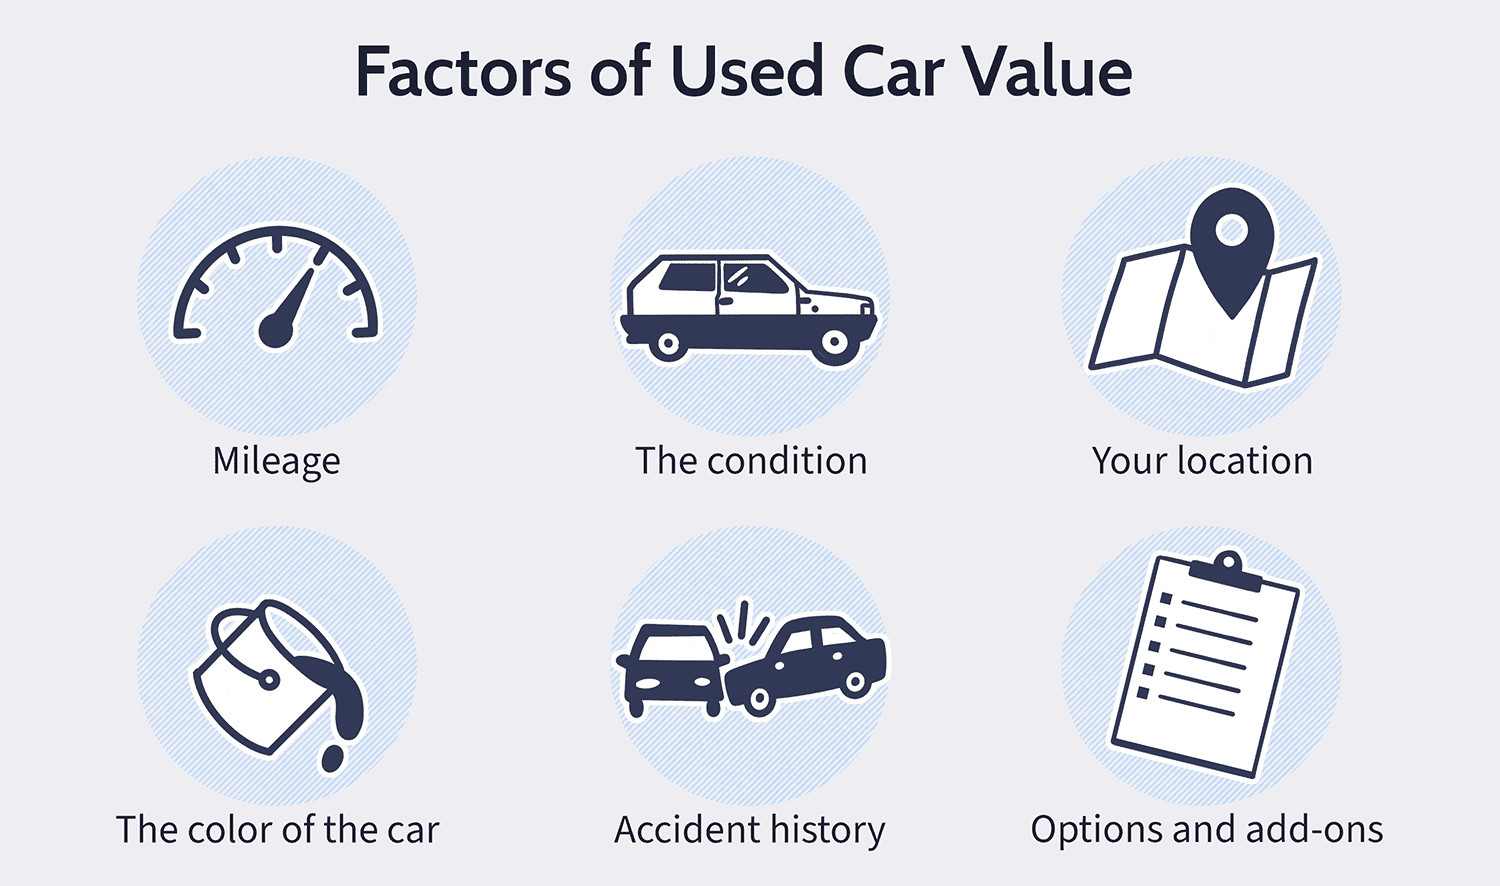 Factors of Used Car Value
Mileage
The condition
Your location
The color of the car
Accident history
Options and add-ons